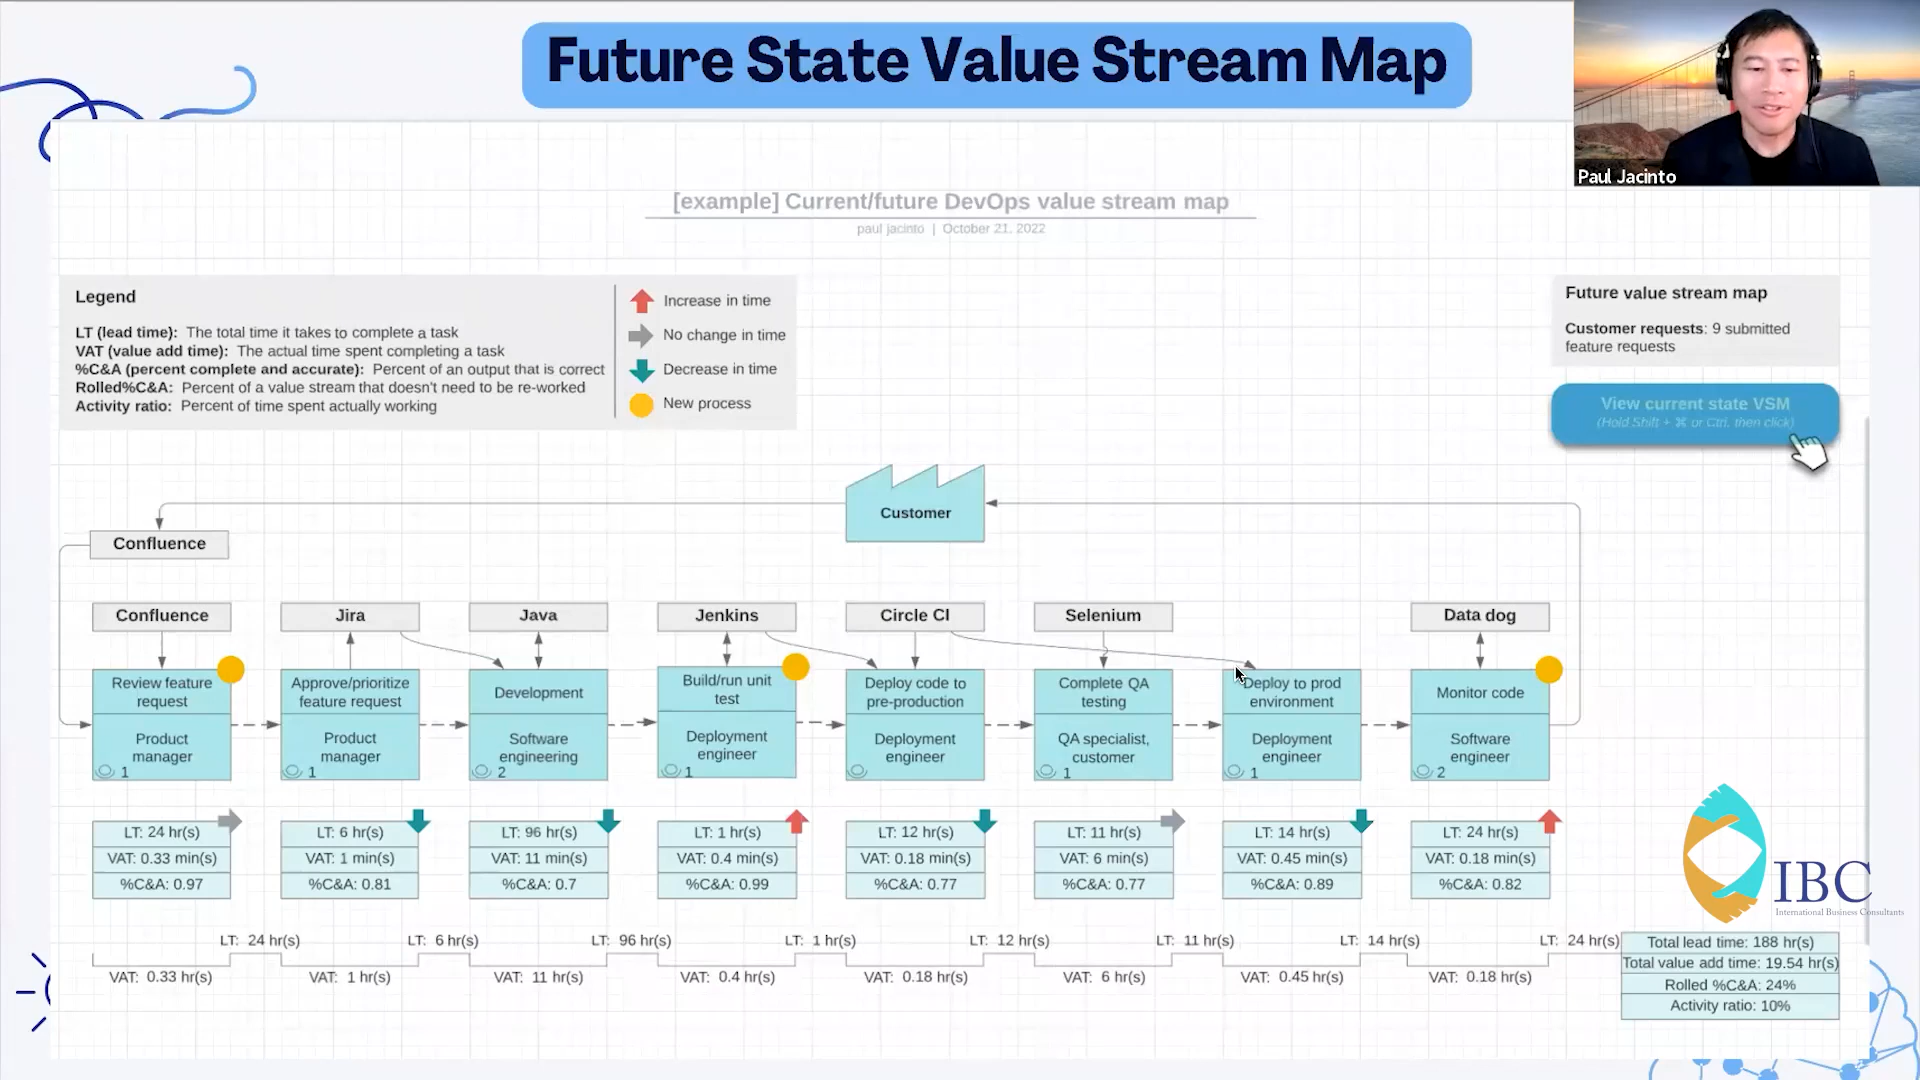 Future State Value Stream Map
Paul Jacinto
[example] Current/future DevOps value stream map
paul jacinto | October 21, 2022
Legend
LT (lead time): The total time it takes to complete a task
VAT (value add time): The actual time spent completing a task
%C&A (percent complete and accurate): Percent of an output that is correct
Rolled%C&A: Percent of a value stream that doesn't need to be re-worked
Activity ratio: Percent of time spent actually working
Increase in time
No change in time
Decrease in time
New process
Future value stream map
Customer requests: 9 submitted
feature requests
View current state VSM
(Hold Shift + ⌘ or Ctrl, then click)
Customer
Confluence
Confluence
Jira
Java
Jenkins
Circle CI
Selenium
Data dog
Review feature
request
Product
manager
1
Approve/prioritize
feature request
Product
manager
1
Development
Software
engineering
2
Build/run unit
test
Deployment
engineer
1
Deploy code to
pre-production
Deployment
engineer
Complete QA
testing
QA specialist,
customer
1
Deploy to prod
environment
Deployment
engineer
1
Monitor code
Software
engineer
2
LT: 24 hr(s)
VAT: 0.33 min(s)
%C&A: 0.97
LT: 6 hr(s)
VAT: 1 min(s)
%C&A: 0.81
LT: 96 hr(s)
VAT: 11 min(s)
%C&A: 0.7
LT: 1 hr(s)
VAT: 0.4 min(s)
%C&A: 0.99
LT: 12 hr(s)
VAT: 0.18 min(s)
%C&A: 0.77
LT: 11 hr(s)
VAT: 6 min(s)
%C&A: 0.77
LT: 14 hr(s)
VAT: 0.45 min(s)
%C&A: 0.89
LT: 24 hr(s)
VAT: 0.18 min(s)
%C&A: 0.82
IBC
International Business Consultants
LT: 24 hr(s)
LT: 6 hr(s)
LT: 96 hr(s)
LT: 1 hr(s)
LT: 12 hr(s)
LT: 11 hr(s)
LT: 14 hr(s)
LT: 24 hr(s)
VAT: 0.33 hr(s)
VAT: 1 hr(s)
VAT: 11 hr(s)
VAT: 0.4 hr(s)
VAT: 0.18 hr(s)
VAT: 6 hr(s)
VAT: 0.45 hr(s)
VAT: 0.18 hr(s)
Total lead time: 188 hr(s)
Total value add time: 19.54 hr(s)
Rolled %C&A: 24%
Activity ratio: 10%